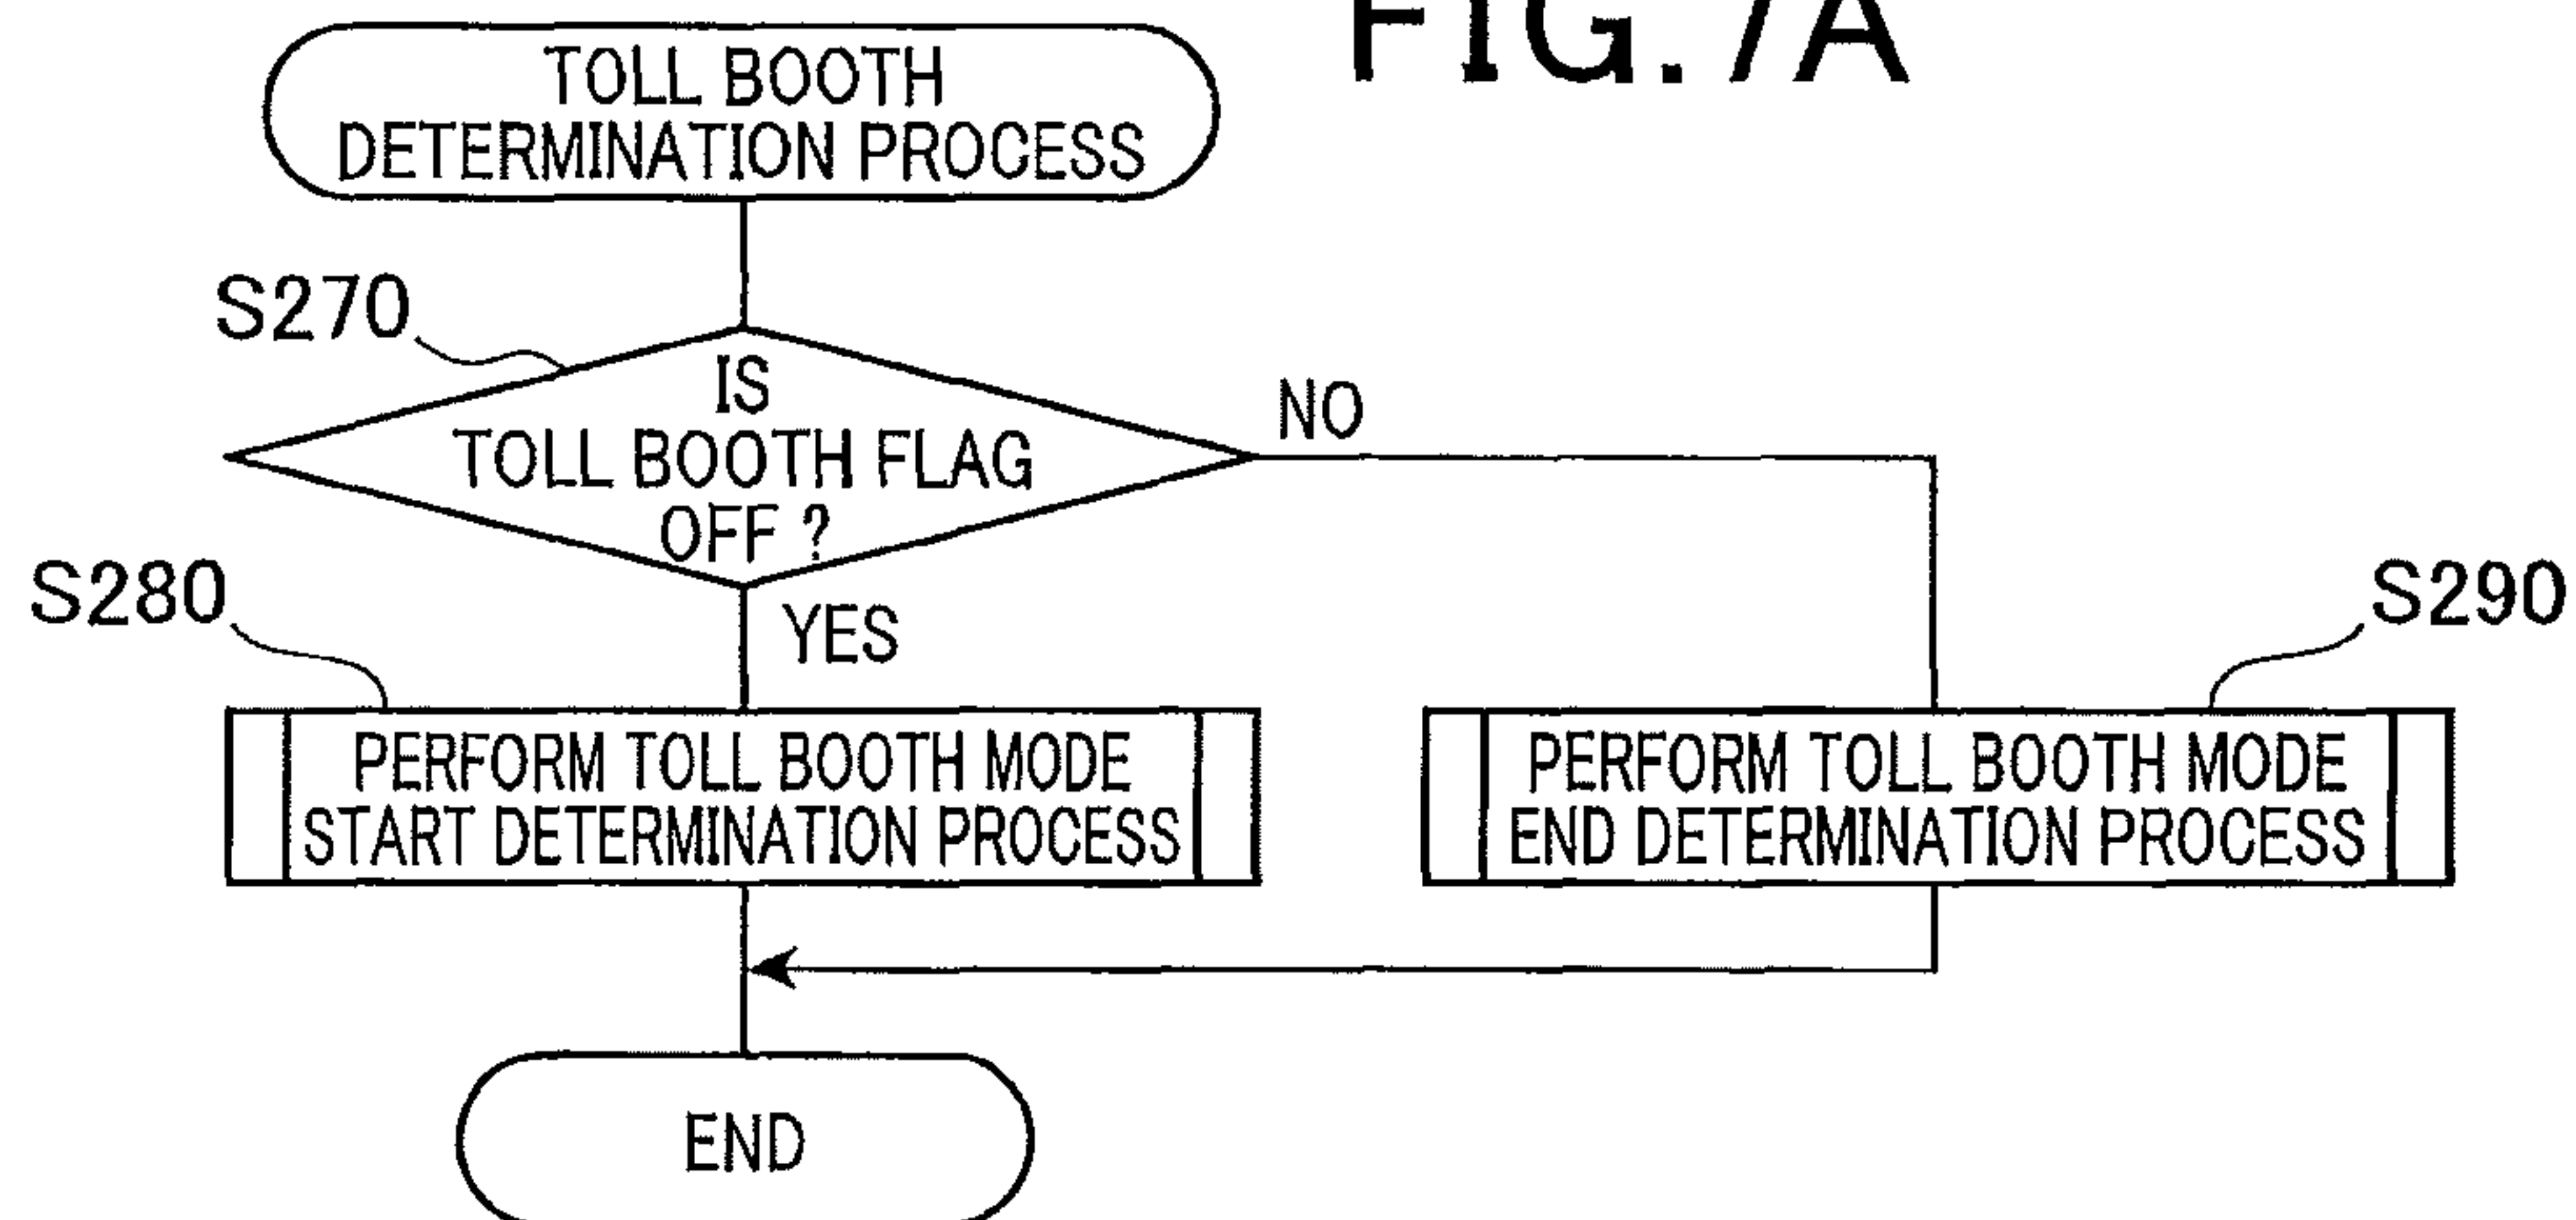 FIG. 7A
TOLL BOOTH
DETERMINATION PROCESS
S270
IS
TOLL BOOTH FLAG
OFF ?
NO
YES
S280
S290
PERFORM TOLL BOOTH MODE
START DETERMINATION PROCESS
PERFORM TOLL BOOTH MODE
END DETERMINATION PROCESS
END